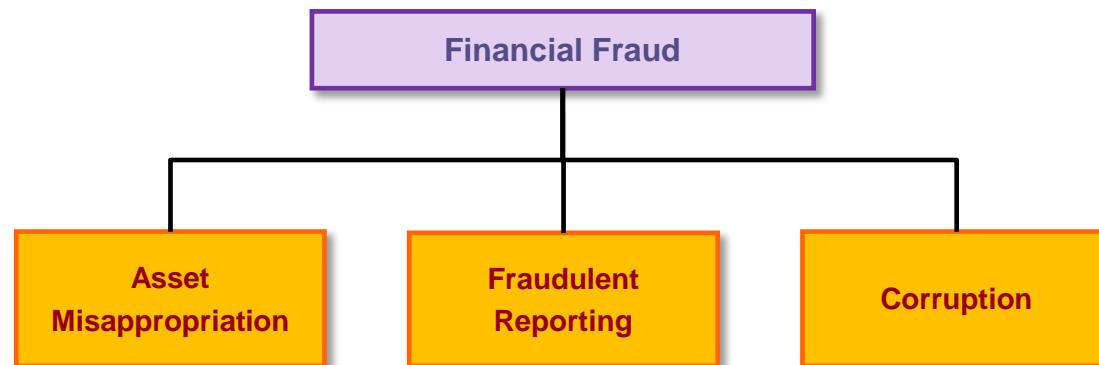 Financial Fraud
Asset
Misappropriation
Fraudulent
Reporting
Corruption